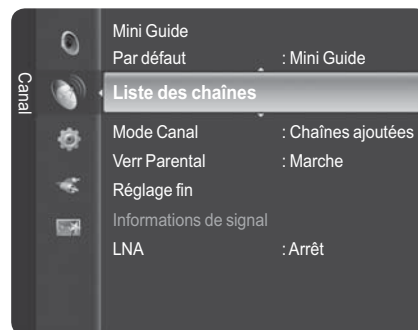 Canal
Mini Guide
Par défaut : Mini Guide
Liste des chaînes
Mode Canal : Chaînes ajoutées
Verr Parental : Marche
Réglage fin
Informations de signal
LNA : Arrêt